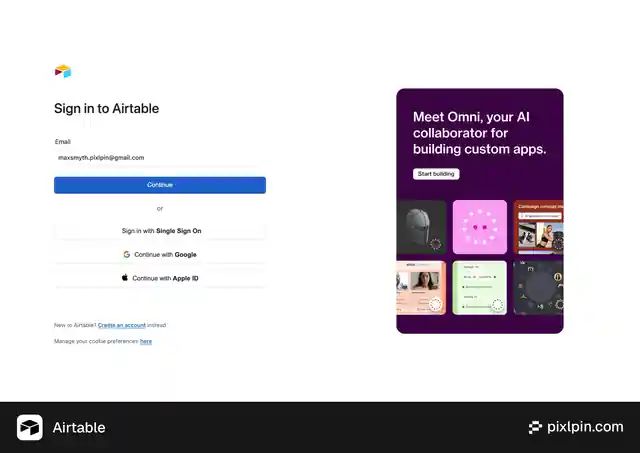 Sign in to Airtable
Email
maxsmyth.pixlpin@gmail.com
Continue
or
Sign in with Single Sign On
Continue with Google
Continue with Apple ID
New to Airtable? Create an account instead
Manage your cookie preferences here
Meet Omni, your AI
collaborator for
building custom apps.
Start building
Airtable
pixlpin.com